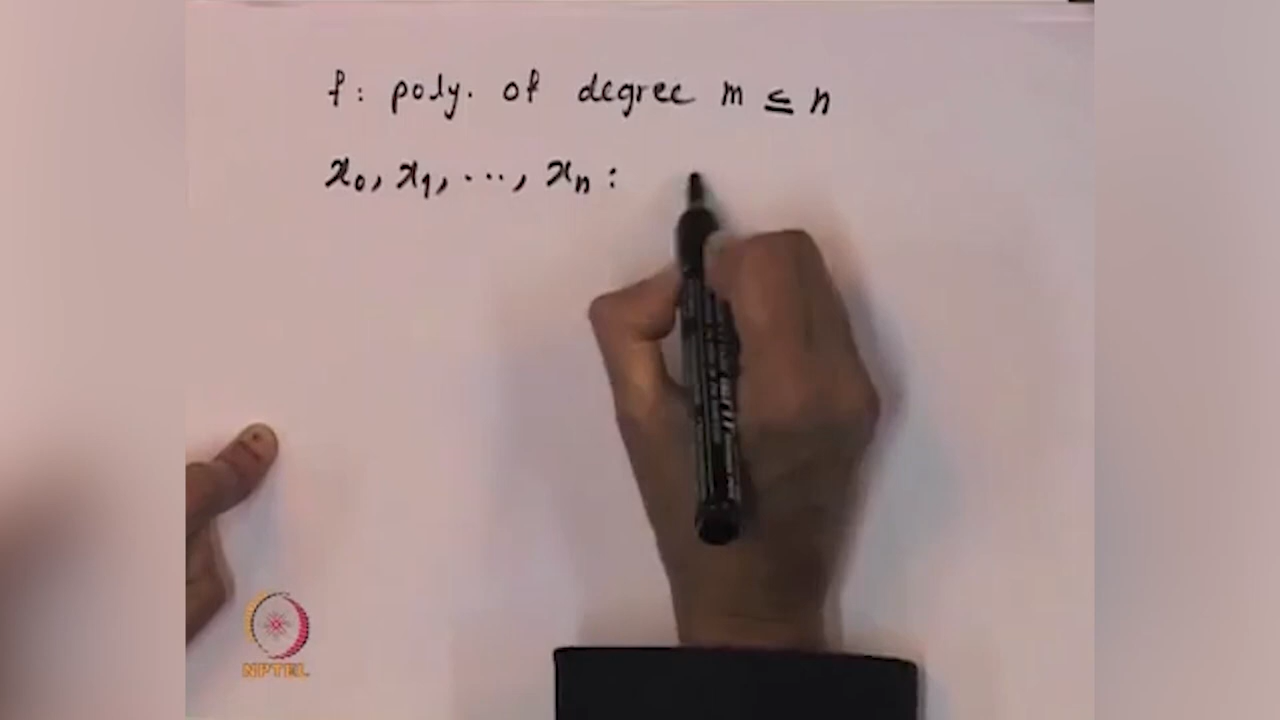 f : poly. of degree m ≤ n
x₀, x₁, ..., xₙ :
NPTEL